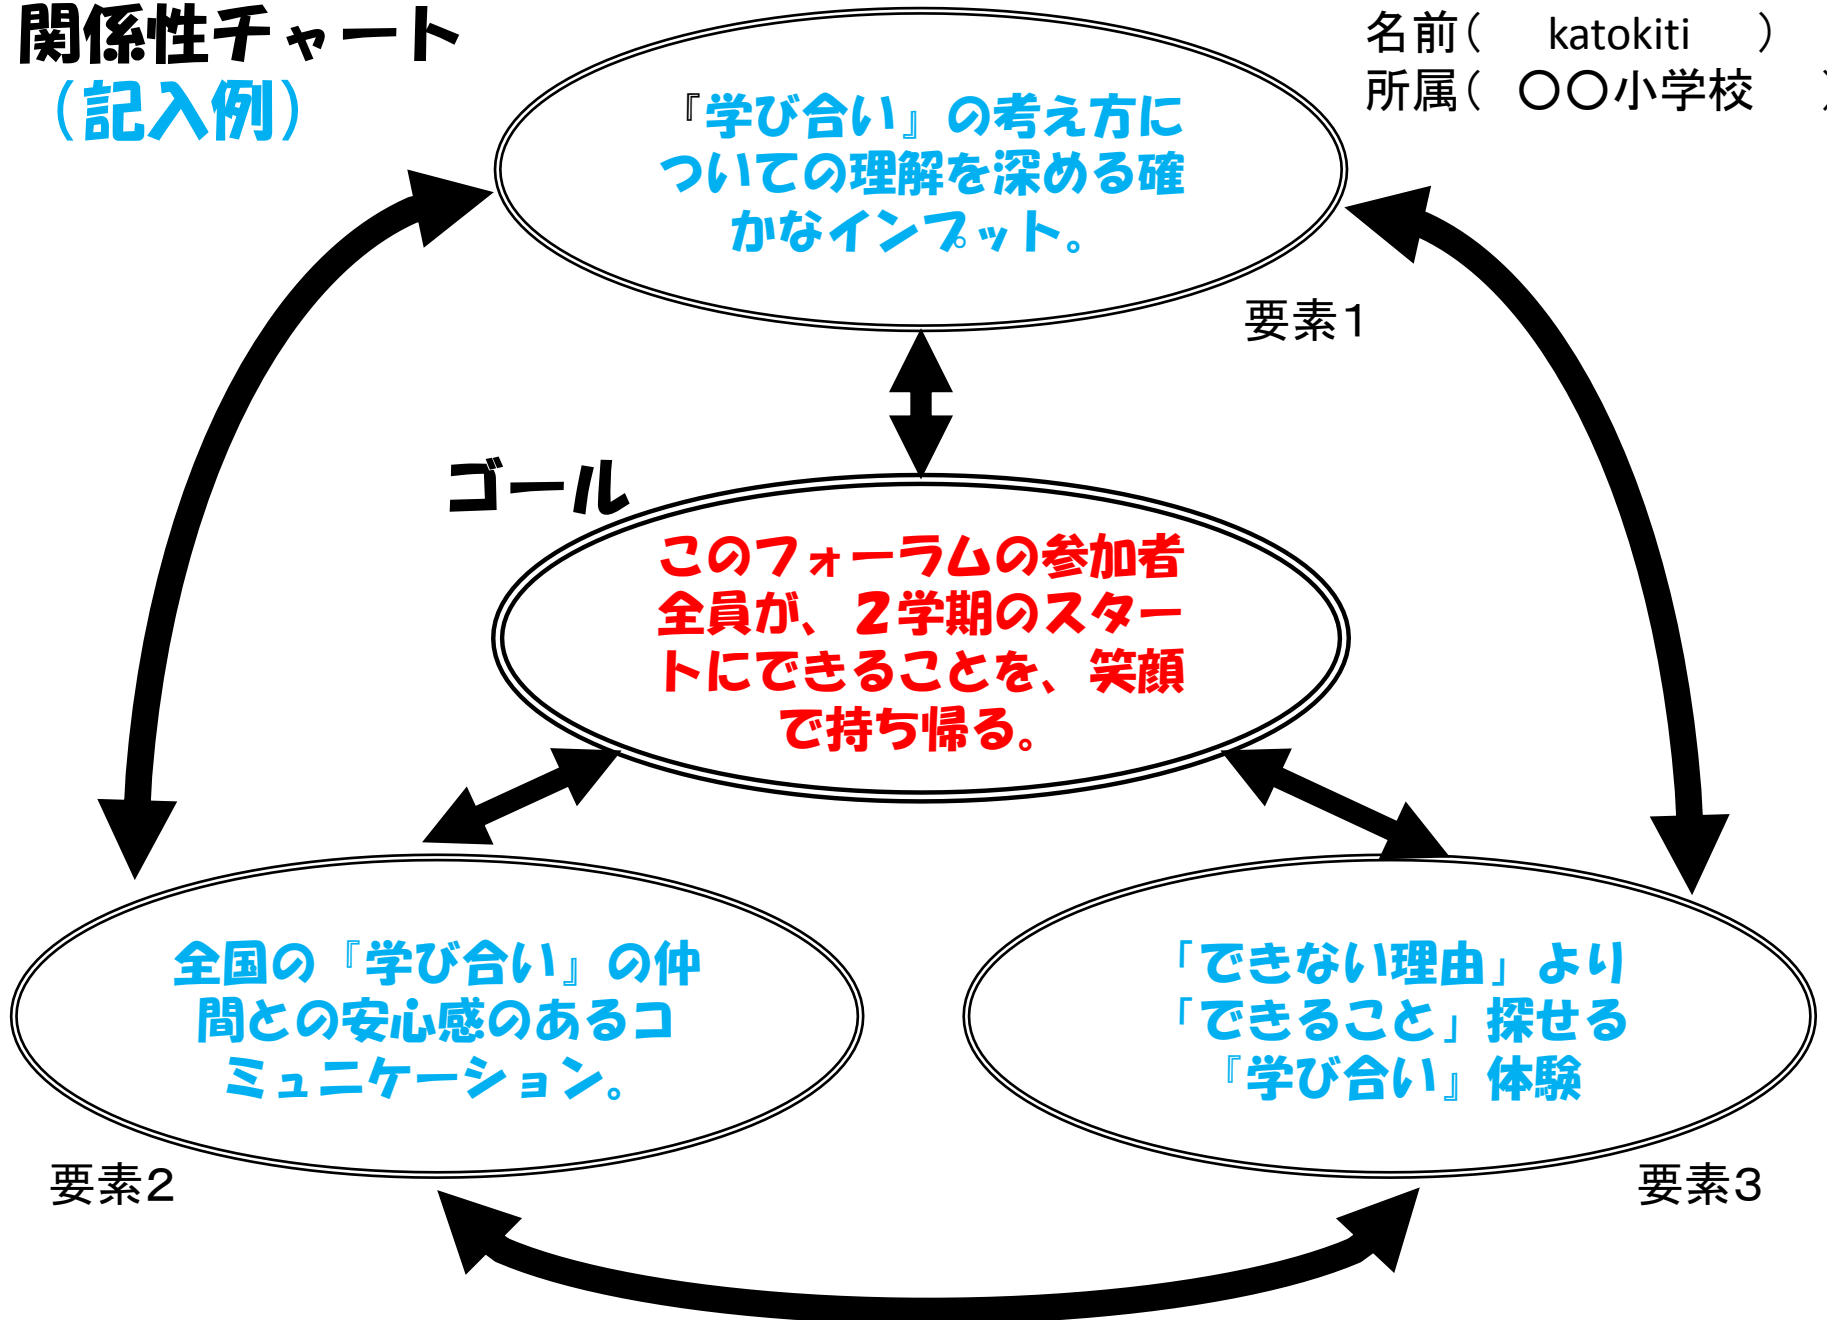 関係性チャート
（記入例）
名前（　katokiti　）
所属（　〇〇小学校　）
『学び合い』の考え方に
ついての理解を深める確
かなインプット。
要素１
ゴール
このフォーラムの参加者
全員が、２学期のスター
トにできることを、笑顔
で持ち帰る。
全国の『学び合い』の仲
間との安心感のあるコ
ミュニケーション。
要素２
「できない理由」より
「できること」探せる
『学び合い』体験
要素３